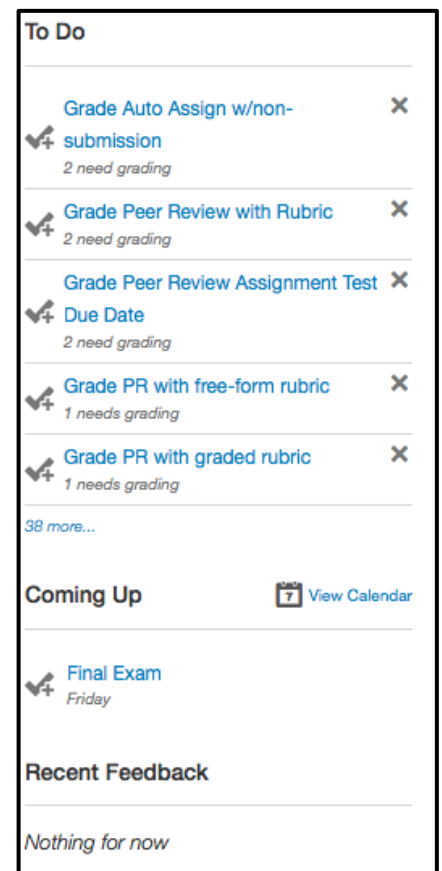 To Do
Grade Auto Assign w/non-
submission
2 need grading
Grade Peer Review with Rubric
2 need grading
Grade Peer Review Assignment Test
Due Date
2 need grading
Grade PR with free-form rubric
1 needs grading
Grade PR with graded rubric
1 needs grading
38 more...
Coming Up 7 View Calendar
Final Exam
Friday
Recent Feedback
Nothing for now